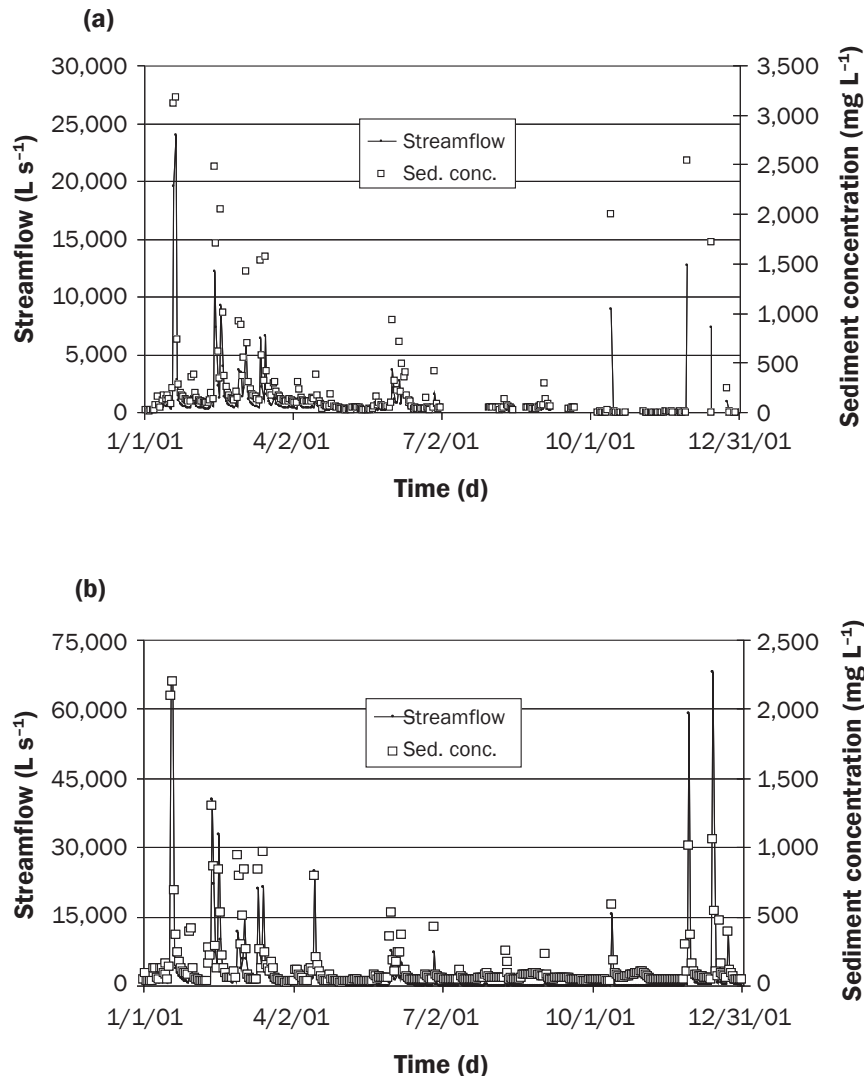 (a)
Streamflow (L s⁻¹)
30,000
25,000
20,000
15,000
10,000
5,000
0
Streamflow
Sed. conc.
3,500
3,000
2,500
2,000
1,500
1,000
500
0
Sediment concentration (mg L⁻¹)
1/1/01 4/2/01 7/2/01 10/1/01 12/31/01
Time (d)
(b)
Streamflow (L s⁻¹)
75,000
60,000
45,000
30,000
15,000
0
Streamflow
Sed. conc.
2,500
2,000
1,500
1,000
500
0
Sediment concentration (mg L⁻¹)
1/1/01 4/2/01 7/2/01 10/1/01 12/31/01
Time (d)